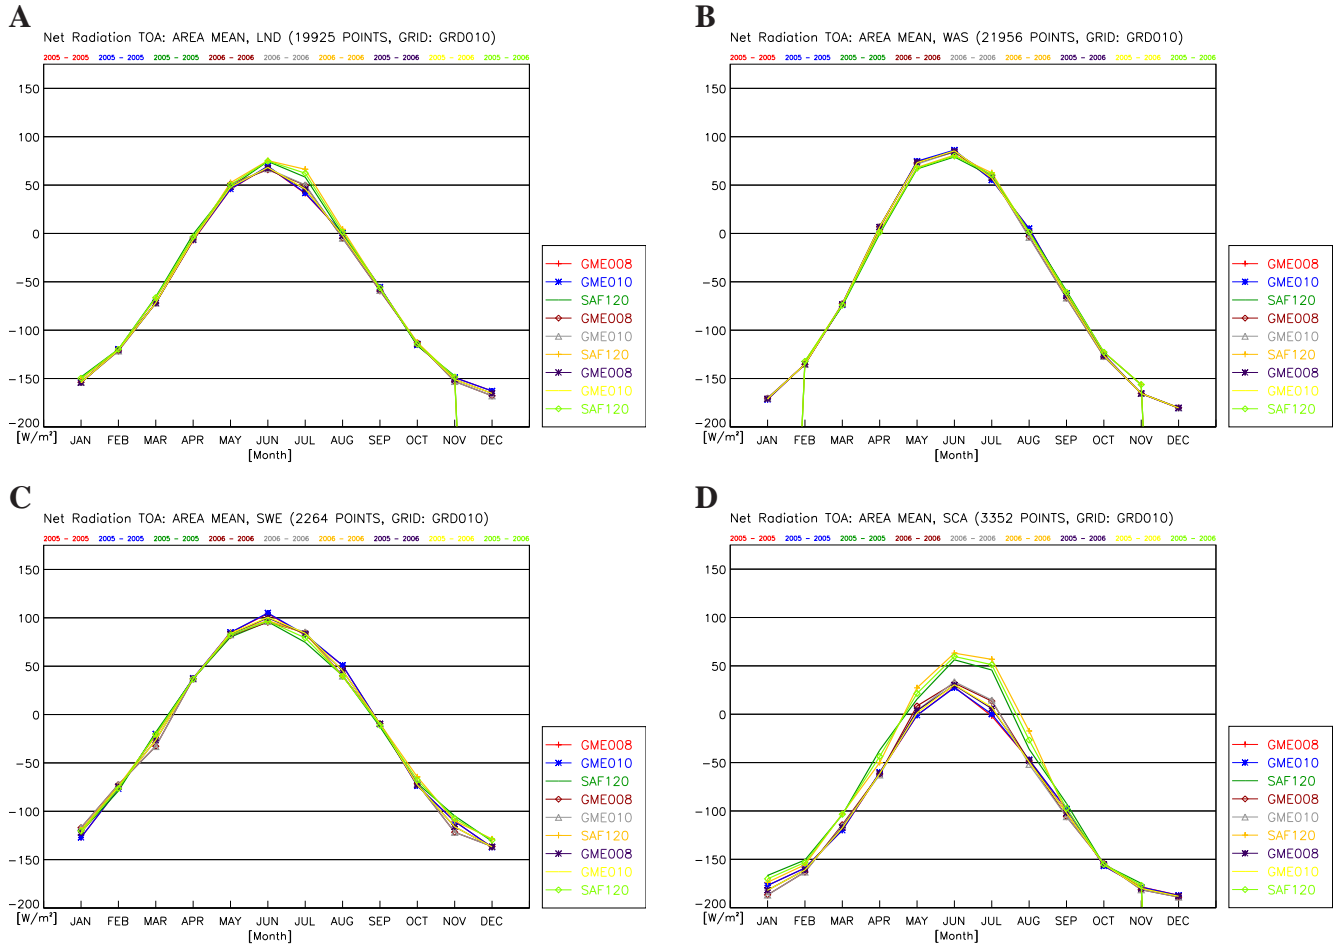 A
Net Radiation TOA: AREA MEAN, LND (19925 POINTS, GRID: GRD010)
2005 - 2005 2005 - 2005 2005 - 2005 2006 - 2006 2006 - 2006 2006 - 2006 2005 - 2006 2005 - 2006 2005 - 2006
150
100
50
0
-50
-100
-150
-200
[W/m²]
JAN FEB MAR APR MAY JUN JUL AUG SEP OCT NOV DEC
[Month]
GME008
GME010
SAF120
GME008
GME010
SAF120
GME008
GME010
SAF120
B
Net Radiation TOA: AREA MEAN, WAS (21956 POINTS, GRID: GRD010)
2005 - 2005 2005 - 2005 2005 - 2005 2006 - 2006 2006 - 2006 2006 - 2006 2005 - 2006 2005 - 2006 2005 - 2006
150
100
50
0
-50
-100
-150
-200
[W/m²]
JAN FEB MAR APR MAY JUN JUL AUG SEP OCT NOV DEC
[Month]
GME008
GME010
SAF120
GME008
GME010
SAF120
GME008
GME010
SAF120
C
Net Radiation TOA: AREA MEAN, SWE (2264 POINTS, GRID: GRD010)
2005 - 2005 2005 - 2005 2005 - 2005 2006 - 2006 2006 - 2006 2006 - 2006 2005 - 2006 2005 - 2006 2005 - 2006
150
100
50
0
-50
-100
-150
-200
[W/m²]
JAN FEB MAR APR MAY JUN JUL AUG SEP OCT NOV DEC
[Month]
GME008
GME010
SAF120
GME008
GME010
SAF120
GME008
GME010
SAF120
D
Net Radiation TOA: AREA MEAN, SCA (3352 POINTS, GRID: GRD010)
2005 - 2005 2005 - 2005 2005 - 2005 2006 - 2006 2006 - 2006 2006 - 2006 2005 - 2006 2005 - 2006 2005 - 2006
150
100
50
0
-50
-100
-150
-200
[W/m²]
JAN FEB MAR APR MAY JUN JUL AUG SEP OCT NOV DEC
[Month]
GME008
GME010
SAF120
GME008
GME010
SAF120
GME008
GME010
SAF120